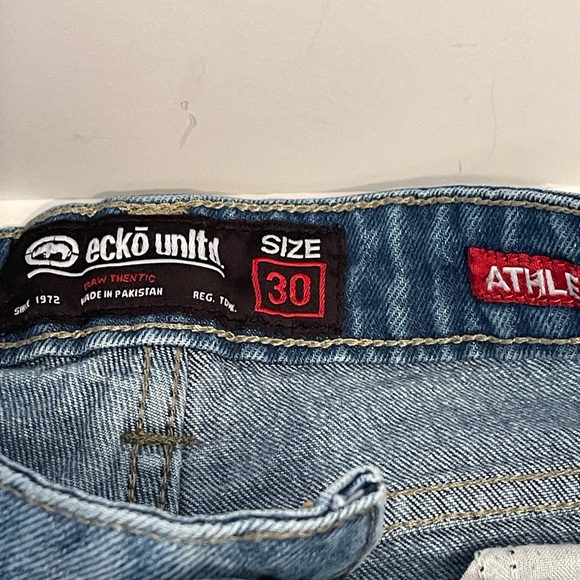 eckō unltd.
SIZE
30
RAW THENTIC
SINCE 1972
MADE IN PAKISTAN
REG. TDM.
ATHLE